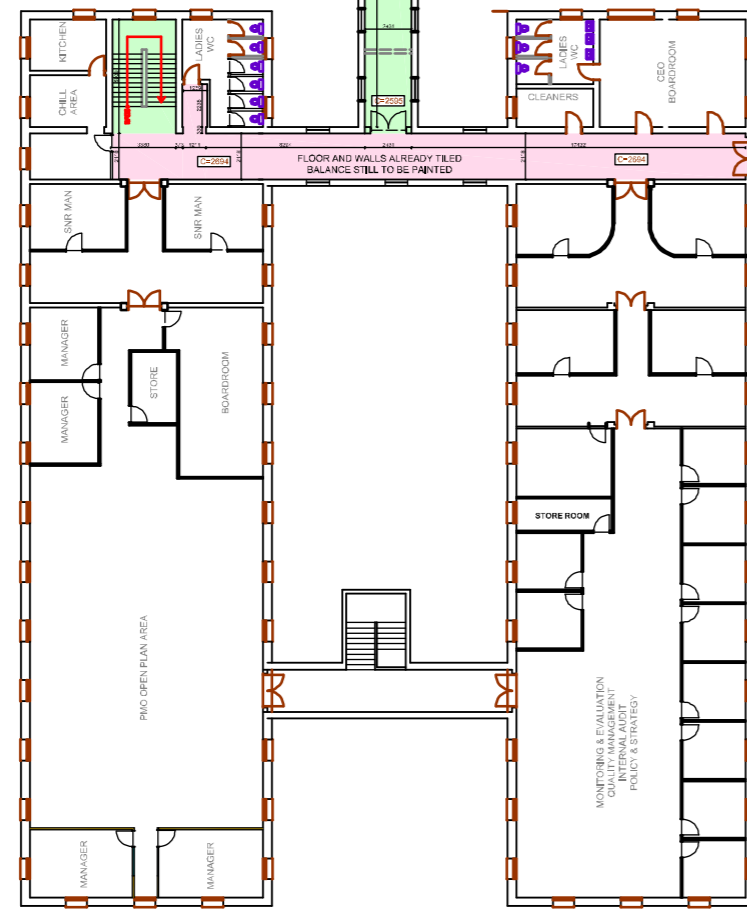 KITCHEN
LADIES
WC
7431
LADIES
WC
CEO
BOARDROOM
CHILL
AREA
C=2595
CLEANERS
C=2694
FLOOR AND WALLS ALREADY TILED
BALANCE STILL TO BE PAINTED
C=2694
SNR MAN
SNR MAN
MANAGER
STORE
BOARDROOM
MANAGER
STORE ROOM
PMO OPEN PLAN AREA
MONITORING & EVALUATION
QUALITY MANAGEMENT
INTERNAL AUDIT
POLICY & STRATEGY
MANAGER
MANAGER